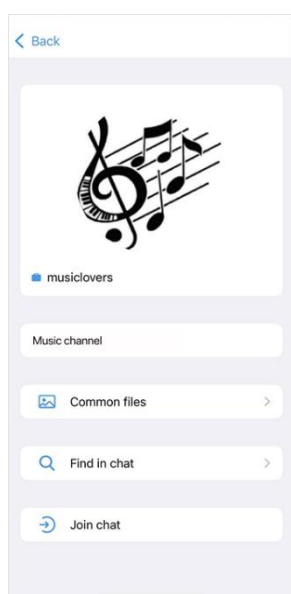 Back
musiclovers
Music channel
Common files
Find in chat
Join chat